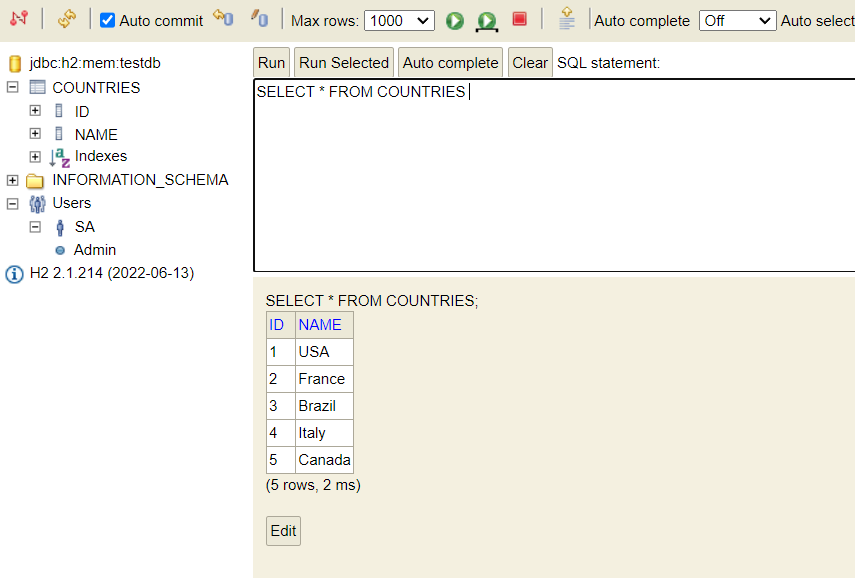 Auto commit Max rows: 1000 Auto complete Off Auto select
jdbc:h2:mem:testdb
COUNTRIES
ID
NAME
Indexes
INFORMATION_SCHEMA
Users
SA
Admin
H2 2.1.214 (2022-06-13)
Run Run Selected Auto complete Clear SQL statement:
SELECT * FROM COUNTRIES
SELECT * FROM COUNTRIES;
ID NAME
1 USA
2 France
3 Brazil
4 Italy
5 Canada
(5 rows, 2 ms)
Edit